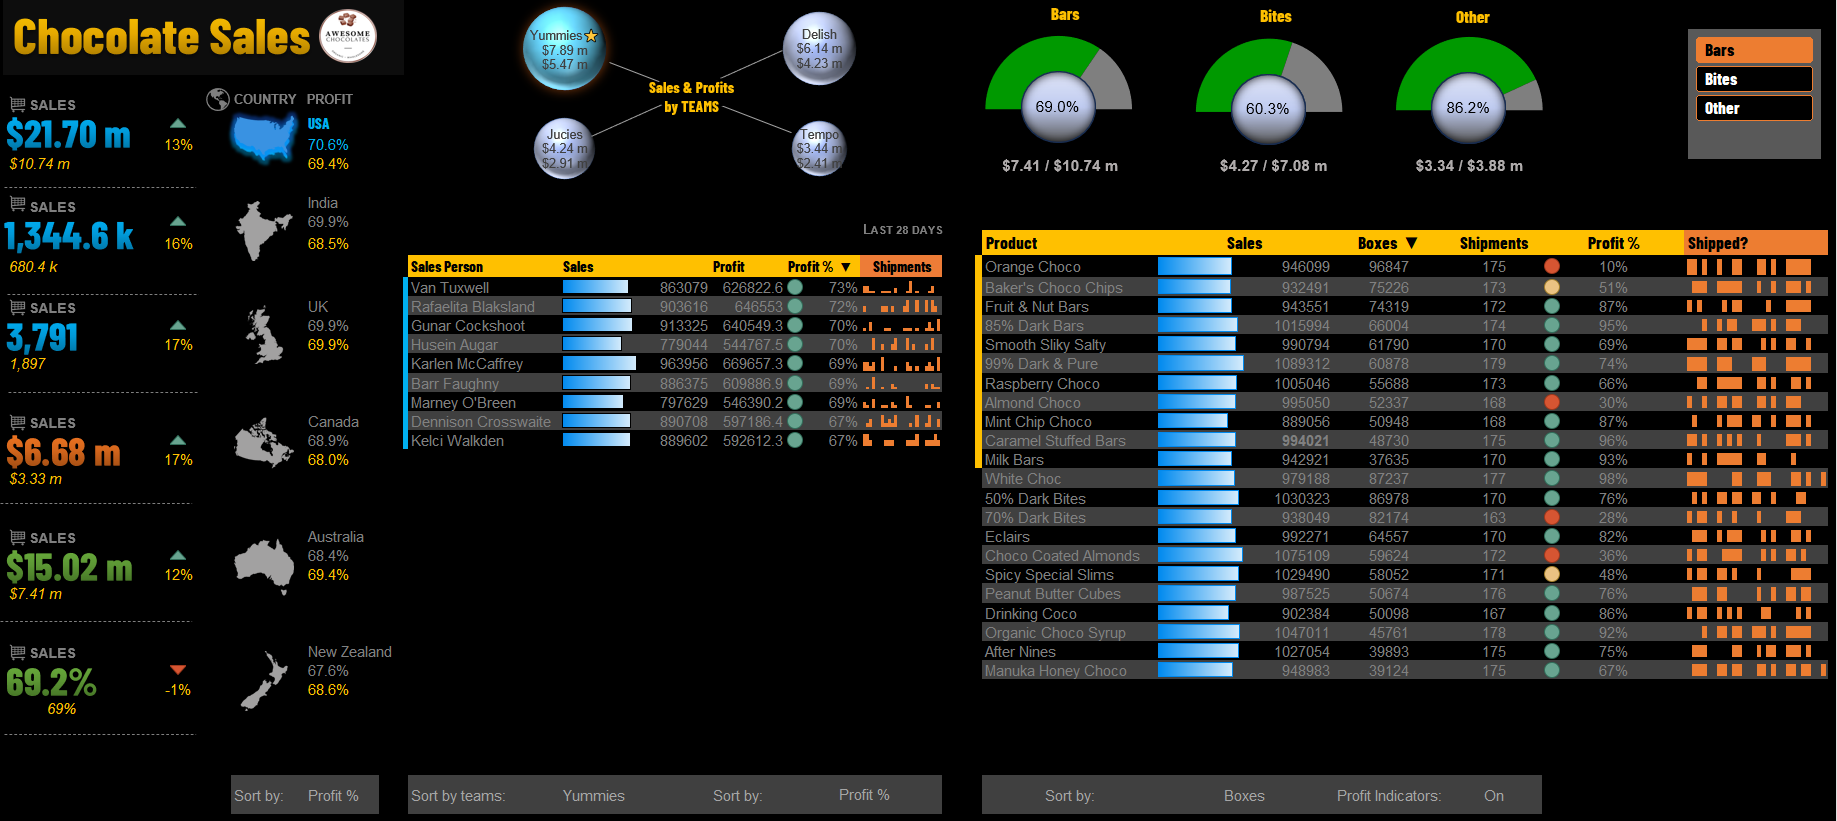 Chocolate Sales
AWESOME
CHOCOLATES
SALES
$21.70 m
13%
$10.74 m
SALES
1,344.6 k
16%
680.4 k
SALES
3,791
17%
1,897
SALES
$6.68 m
17%
$3.33 m
SALES
$15.02 m
12%
$7.41 m
SALES
69.2%
-1%
69%
COUNTRY PROFIT
USA
70.6%
69.4%
India
69.9%
68.5%
UK
69.9%
69.9%
Canada
68.9%
68.0%
Australia
68.4%
69.4%
New Zealand
67.6%
68.6%
Sort by: Profit %
Yummies
$7.89 m
$5.47 m
Delish
$6.14 m
$4.23 m
Sales & Profits
by TEAMS
Jucies
$4.24 m
$2.91 m
Tempo
$3.44 m
$2.41 m
LAST 28 DAYS
Sales Person Sales Profit Profit % ▼ Shipments
Van Tuxwell 863079 626822.6 73%
Rafaelita Blaksland 903616 646553 72%
Gunar Cockshoot 913325 640549.3 70%
Husein Augar 779044 544767.5 70%
Karlen McCaffrey 963956 669657.3 69%
Barr Faughny 886375 609886.9 69%
Marney O'Breen 797629 546390.2 69%
Dennison Crosswaite 890708 597186.4 67%
Kelci Walkden 889602 592612.3 67%
Sort by teams: Yummies Sort by: Profit %
Bars
69.0%
$7.41 / $10.74 m
Bites
60.3%
$4.27 / $7.08 m
Other
86.2%
$3.34 / $3.88 m
Bars
Bites
Other
Product Sales Boxes ▼ Shipments Profit % Shipped?
Orange Choco 946099 96847 175 10%
Baker's Choco Chips 932491 75226 173 51%
Fruit & Nut Bars 943551 74319 172 87%
85% Dark Bars 1015994 66004 174 95%
Smooth Sliky Salty 990794 61790 170 69%
99% Dark & Pure 1089312 60878 179 74%
Raspberry Choco 1005046 55688 173 66%
Almond Choco 995050 52337 168 30%
Mint Chip Choco 889056 50948 168 87%
Caramel Stuffed Bars 994021 48730 175 96%
Milk Bars 942921 37635 170 93%
White Choc 979188 87237 177 98%
50% Dark Bites 1030323 86978 170 76%
70% Dark Bites 938049 82174 163 28%
Eclairs 992271 64557 170 82%
Choco Coated Almonds 1075109 59624 172 36%
Spicy Special Slims 1029490 58052 171 48%
Peanut Butter Cubes 987525 50674 176 76%
Drinking Coco 902384 50098 167 86%
Organic Choco Syrup 1047011 45761 178 92%
After Nines 1027054 39893 175 75%
Manuka Honey Choco 948983 39124 175 67%
Sort by: Boxes Profit Indicators: On